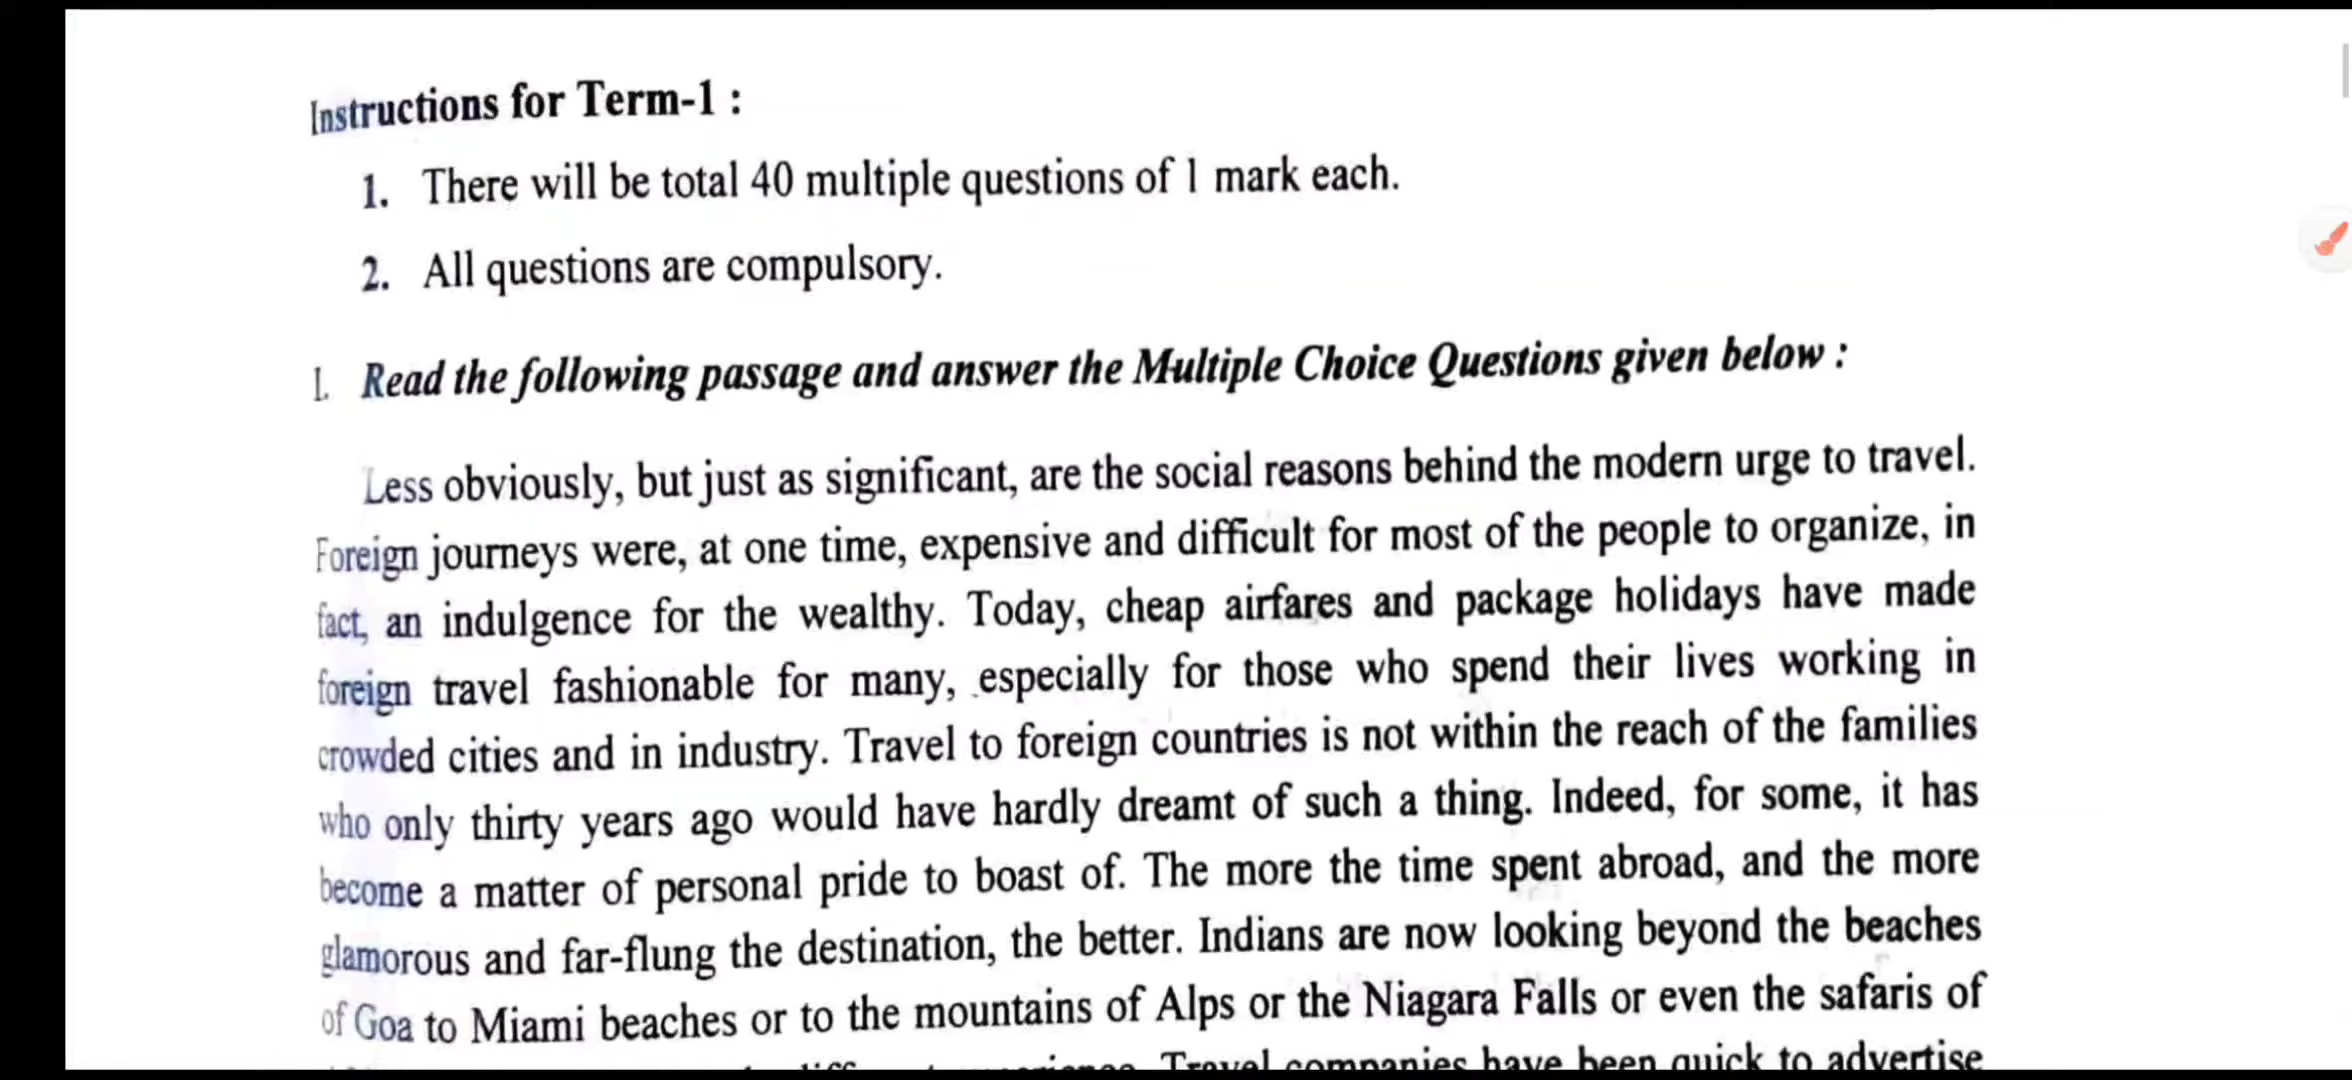 Instructions for Term-1 :
1. There will be total 40 multiple questions of 1 mark each.
2. All questions are compulsory.
I. Read the following passage and answer the Multiple Choice Questions given below :
Less obviously, but just as significant, are the social reasons behind the modern urge to travel.
Foreign journeys were, at one time, expensive and difficult for most of the people to organize, in
fact, an indulgence for the wealthy. Today, cheap airfares and package holidays have made
foreign travel fashionable for many, especially for those who spend their lives working in
crowded cities and in industry. Travel to foreign countries is not within the reach of the families
who only thirty years ago would have hardly dreamt of such a thing. Indeed, for some, it has
become a matter of personal pride to boast of. The more the time spent abroad, and the more
glamorous and far-flung the destination, the better. Indians are now looking beyond the beaches
of Goa to Miami beaches or to the mountains of Alps or the Niagara Falls or even the safaris of
Travel companies have been quick to advertise